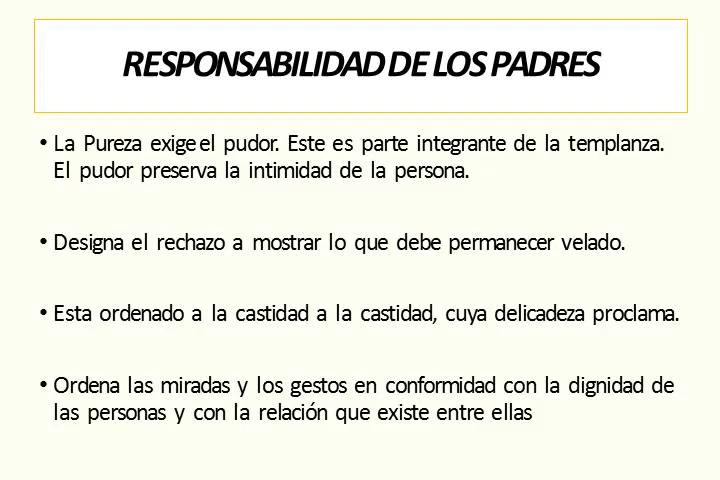 RESPONSABILIDAD DE LOS PADRES
• La Pureza exige el pudor. Este es parte integrante de la templanza.
El pudor preserva la intimidad de la persona.
• Designa el rechazo a mostrar lo que debe permanecer velado.
• Esta ordenado a la castidad a la castidad, cuya delicadeza proclama.
• Ordena las miradas y los gestos en conformidad con la dignidad de
las personas y con la relación que existe entre ellas